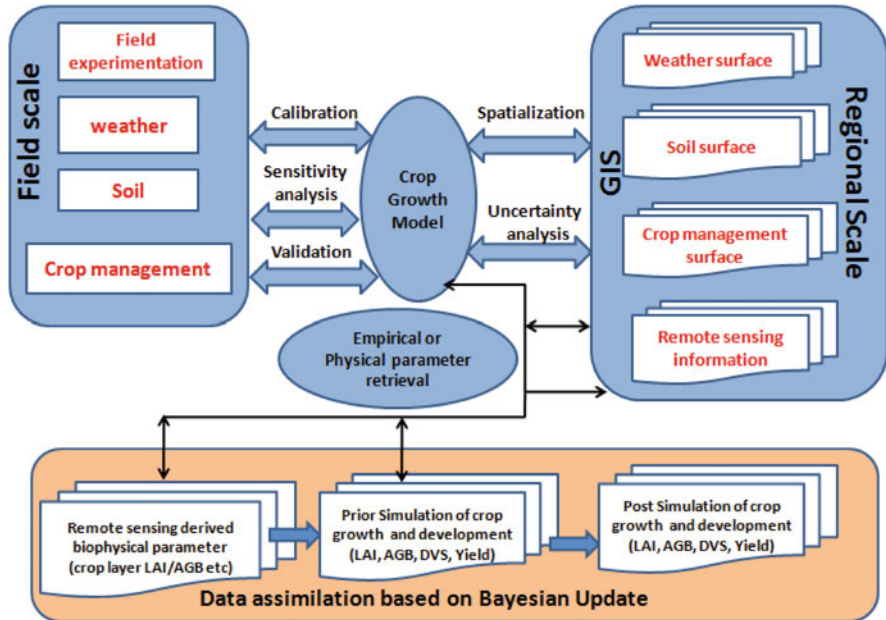 Field scale
Field
experimentation
weather
Soil
Crop management
Calibration
Sensitivity
analysis
Validation
Crop
Growth
Model
Spatialization
Uncertainty
analysis
SIG
Regional Scale
Weather surface
Soil surface
Crop management
surface
Remote sensing
information
Empirical or
Physical parameter
retrieval
Remote sensing derived
biophysical parameter
(crop layer LAI/AGB etc)
Prior Simulation of crop
growth and development
(LAI, AGB, DVS, Yield)
Post Simulation of crop
growth and development
(LAI, AGB, DVS, Yield)
Data assimilation based on Bayesian Update